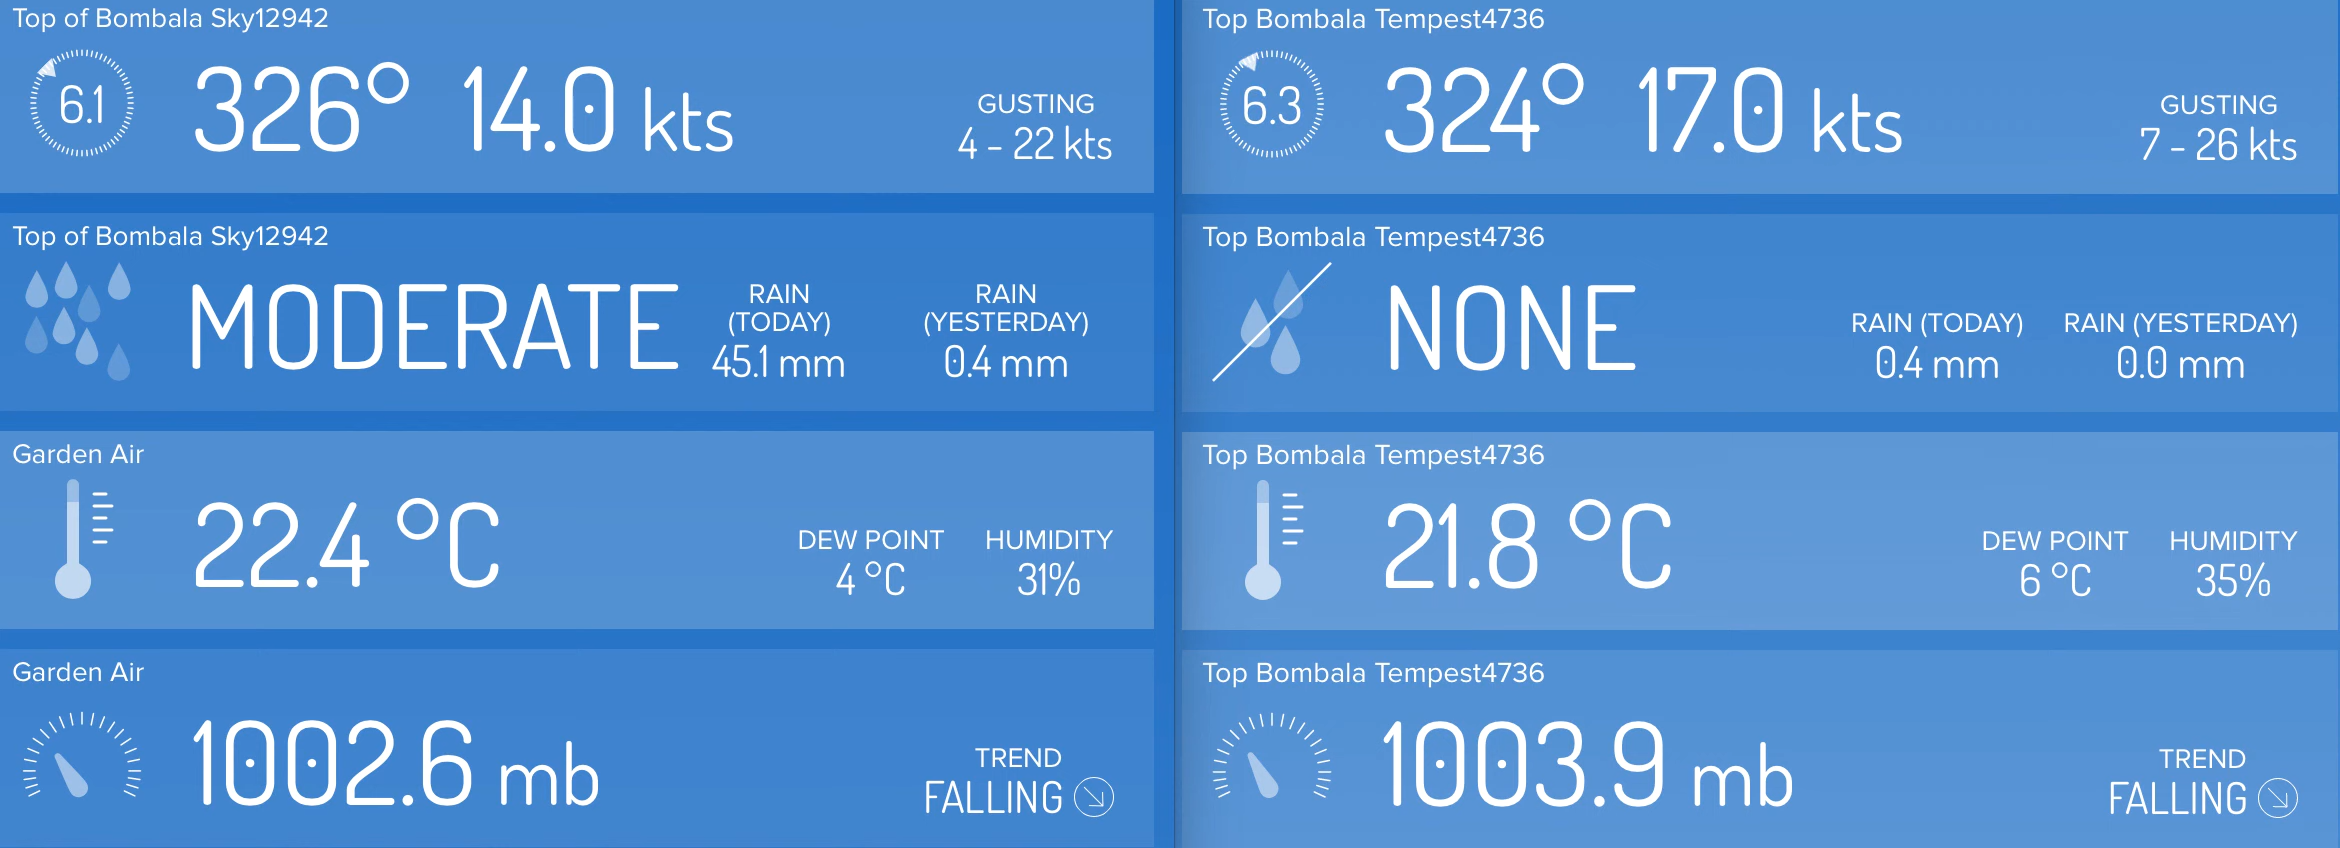 Top of Bombala Sky12942
6.1
326° 14.0 kts
GUSTING
4 - 22 kts
Top of Bombala Sky12942
MODERATE
RAIN
(TODAY)
45.1 mm
RAIN
(YESTERDAY)
0.4 mm
Garden Air
22.4 °C
DEW POINT
4 °C
HUMIDITY
31%
Garden Air
1002.6 mb
TREND
FALLING
Top Bombala Tempest4736
6.3
324° 17.0 kts
GUSTING
7 - 26 kts
Top Bombala Tempest4736
NONE
RAIN (TODAY)
0.4 mm
RAIN (YESTERDAY)
0.0 mm
Top Bombala Tempest4736
21.8 °C
DEW POINT
6 °C
HUMIDITY
35%
Top Bombala Tempest4736
1003.9 mb
TREND
FALLING